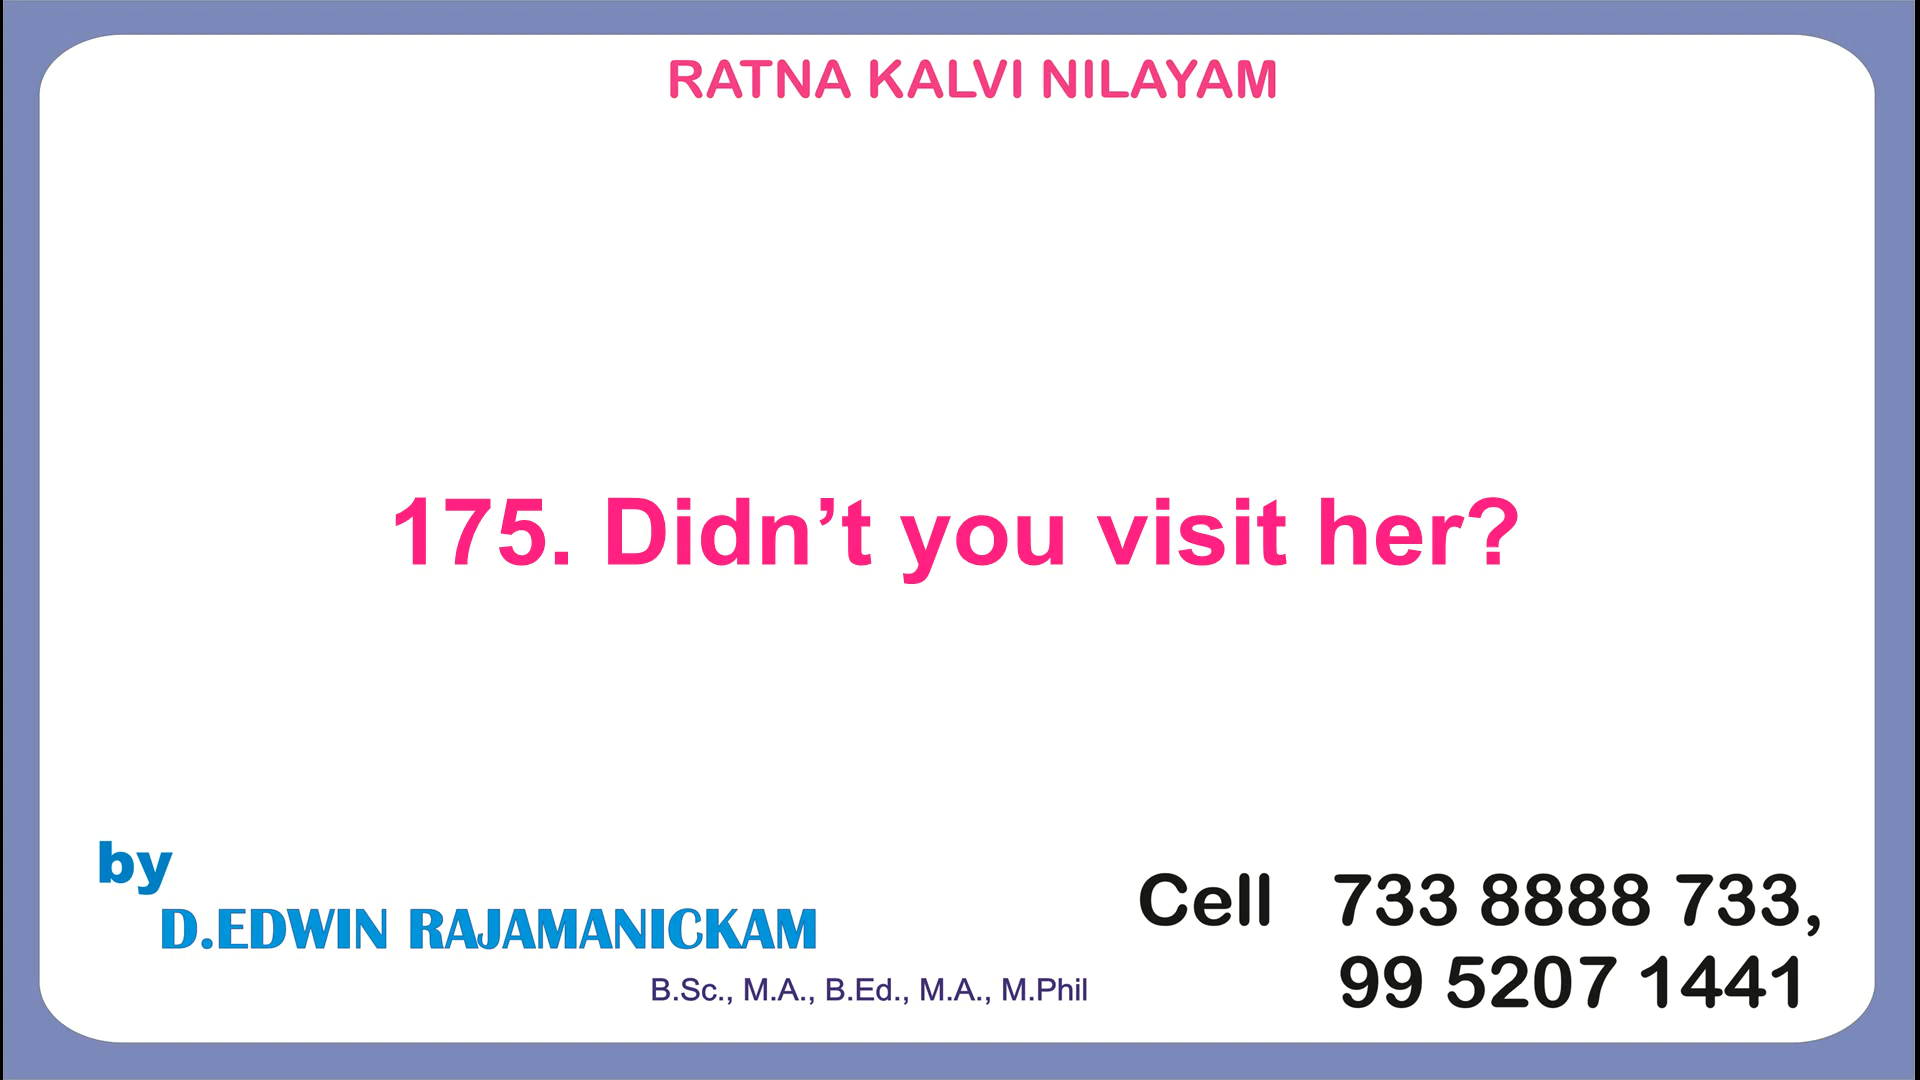 RATNA KALVI NILAYAM
175. Didn’t you visit her?
by
D.EDWIN RAJAMANICKAM
B.Sc., M.A., B.Ed., M.A., M.Phil
Cell 733 8888 733,
99 5207 1441